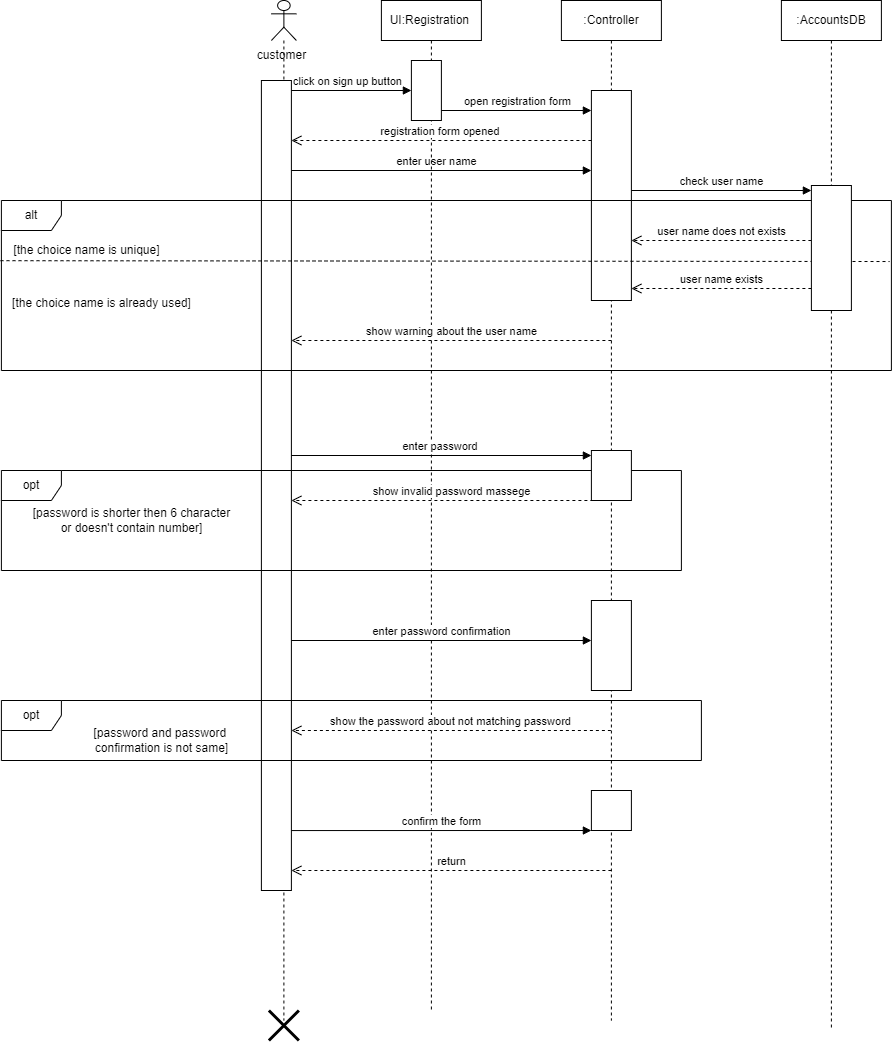 UI:Registration
:Controller
:AccountsDB
customer
click on sign up button
open registration form
registration form opened
enter user name
check user name
alt
user name does not exists
[the choice name is unique]
user name exists
[the choice name is already used]
show warning about the user name
enter password
opt
show invalid password massege
[password is shorter then 6 character
or doesn't contain number]
enter password confirmation
opt
show the password about not matching password
[password and password
confirmation is not same]
confirm the form
return